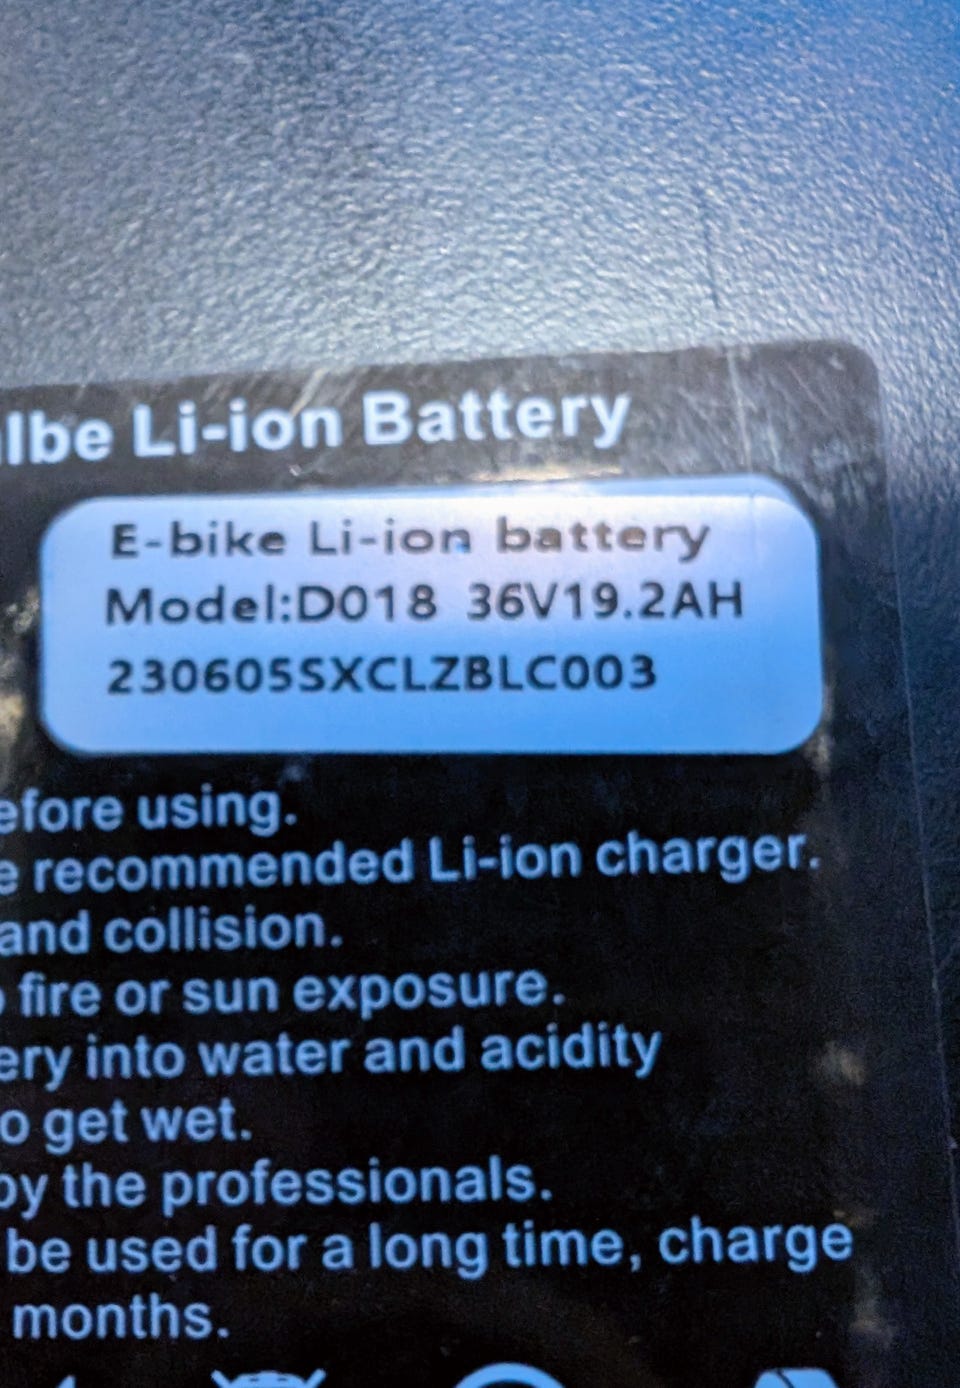 lbe Li-ion Battery
E-bike Li-ion battery
Model:D018 36V19.2AH
230605SXCLZBLC003
efore using.
e recommended Li-ion charger.
and collision.
fire or sun exposure.
ery into water and acidity
o get wet.
by the professionals.
be used for a long time, charge
months.